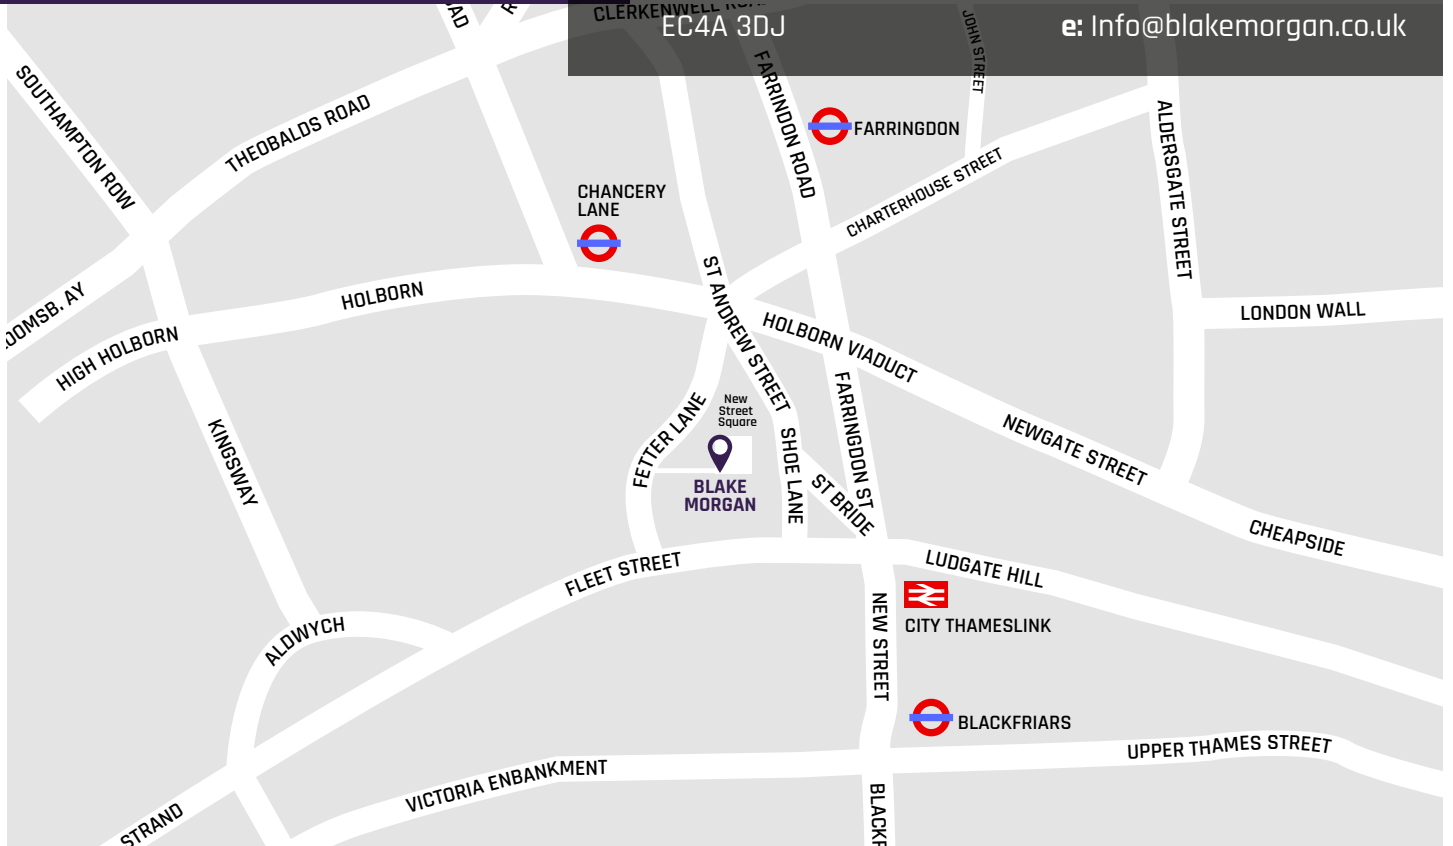 CLERKENWELL
EC4A 3DJ
e: Info@blakemorgan.co.uk
JOHN STREET
SOUTHAMPTON ROW
THEOBALDS ROAD
FARRINDON ROAD
FARRINGDON
ALDERSGATE STREET
CHARTERHOUSE STREET
CHANCERY
LANE
ST ANDREW STREET
HOLBORN
HIGH HOLBORN
HOLBORN VIADUCT
LONDON WALL
KINGSWAY
FETTER LANE
New
Street
Square
BLAKE
MORGAN
SHOE LANE
ST BRIDE
FARRINGDON ST
NEWGATE STREET
CHEAPSIDE
FLEET STREET
LUDGATE HILL
CITY THAMESLINK
NEW STREET
ALDWYCH
BLACKFRIARS
UPPER THAMES STREET
VICTORIA ENBANKMENT
STRAND